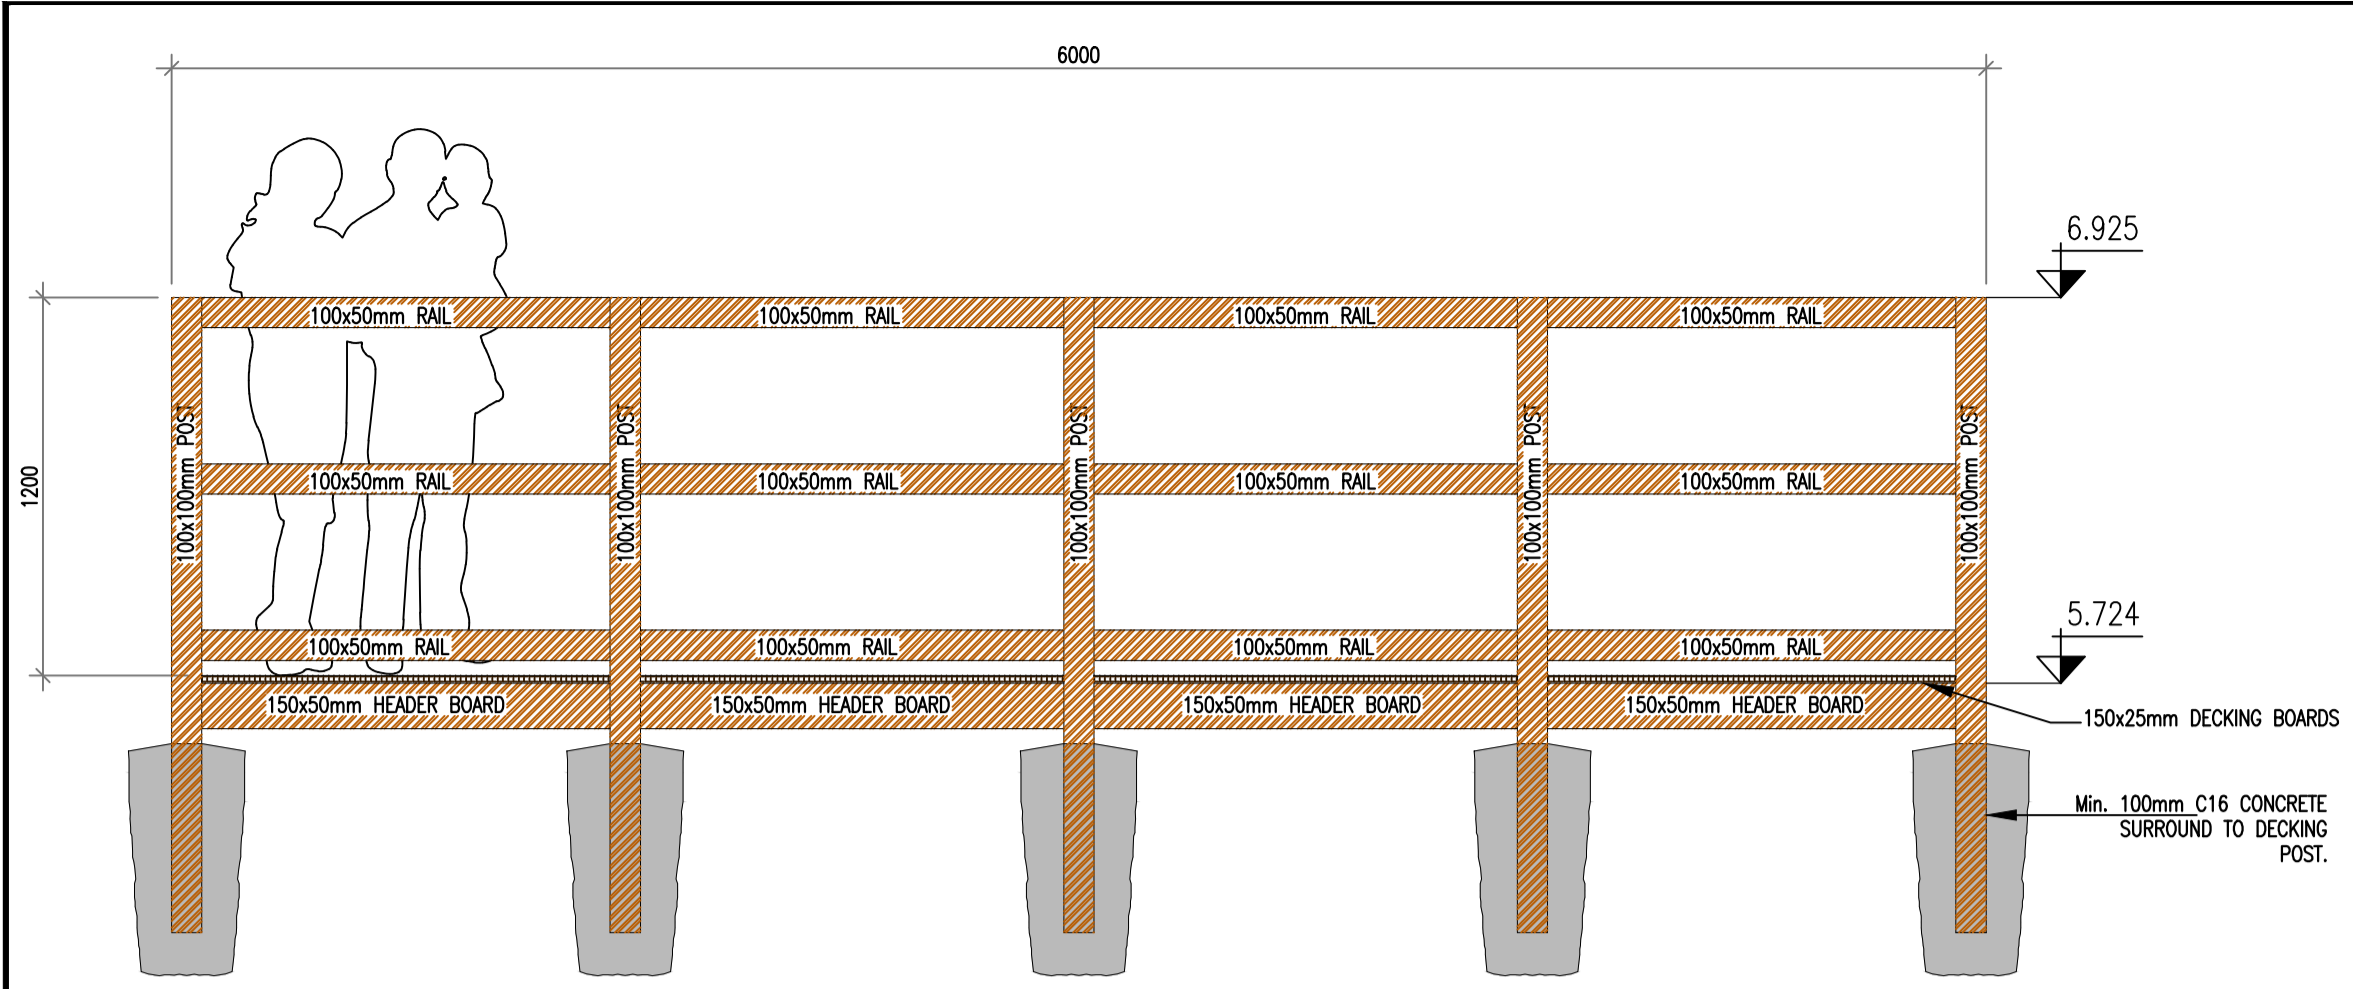 6000
6.925
100x50mm RAIL 100x50mm RAIL 100x50mm RAIL 100x50mm RAIL
1200
100x100mm POST 100x100mm POST 100x100mm POST 100x100mm POST 100x100mm POST
100x50mm RAIL 100x50mm RAIL 100x50mm RAIL 100x50mm RAIL
5.724
100x50mm RAIL 100x50mm RAIL 100x50mm RAIL 100x50mm RAIL
150x50mm HEADER BOARD 150x50mm HEADER BOARD 150x50mm HEADER BOARD 150x50mm HEADER BOARD
150x25mm DECKING BOARDS
Min. 100mm C16 CONCRETE
SURROUND TO DECKING
POST.